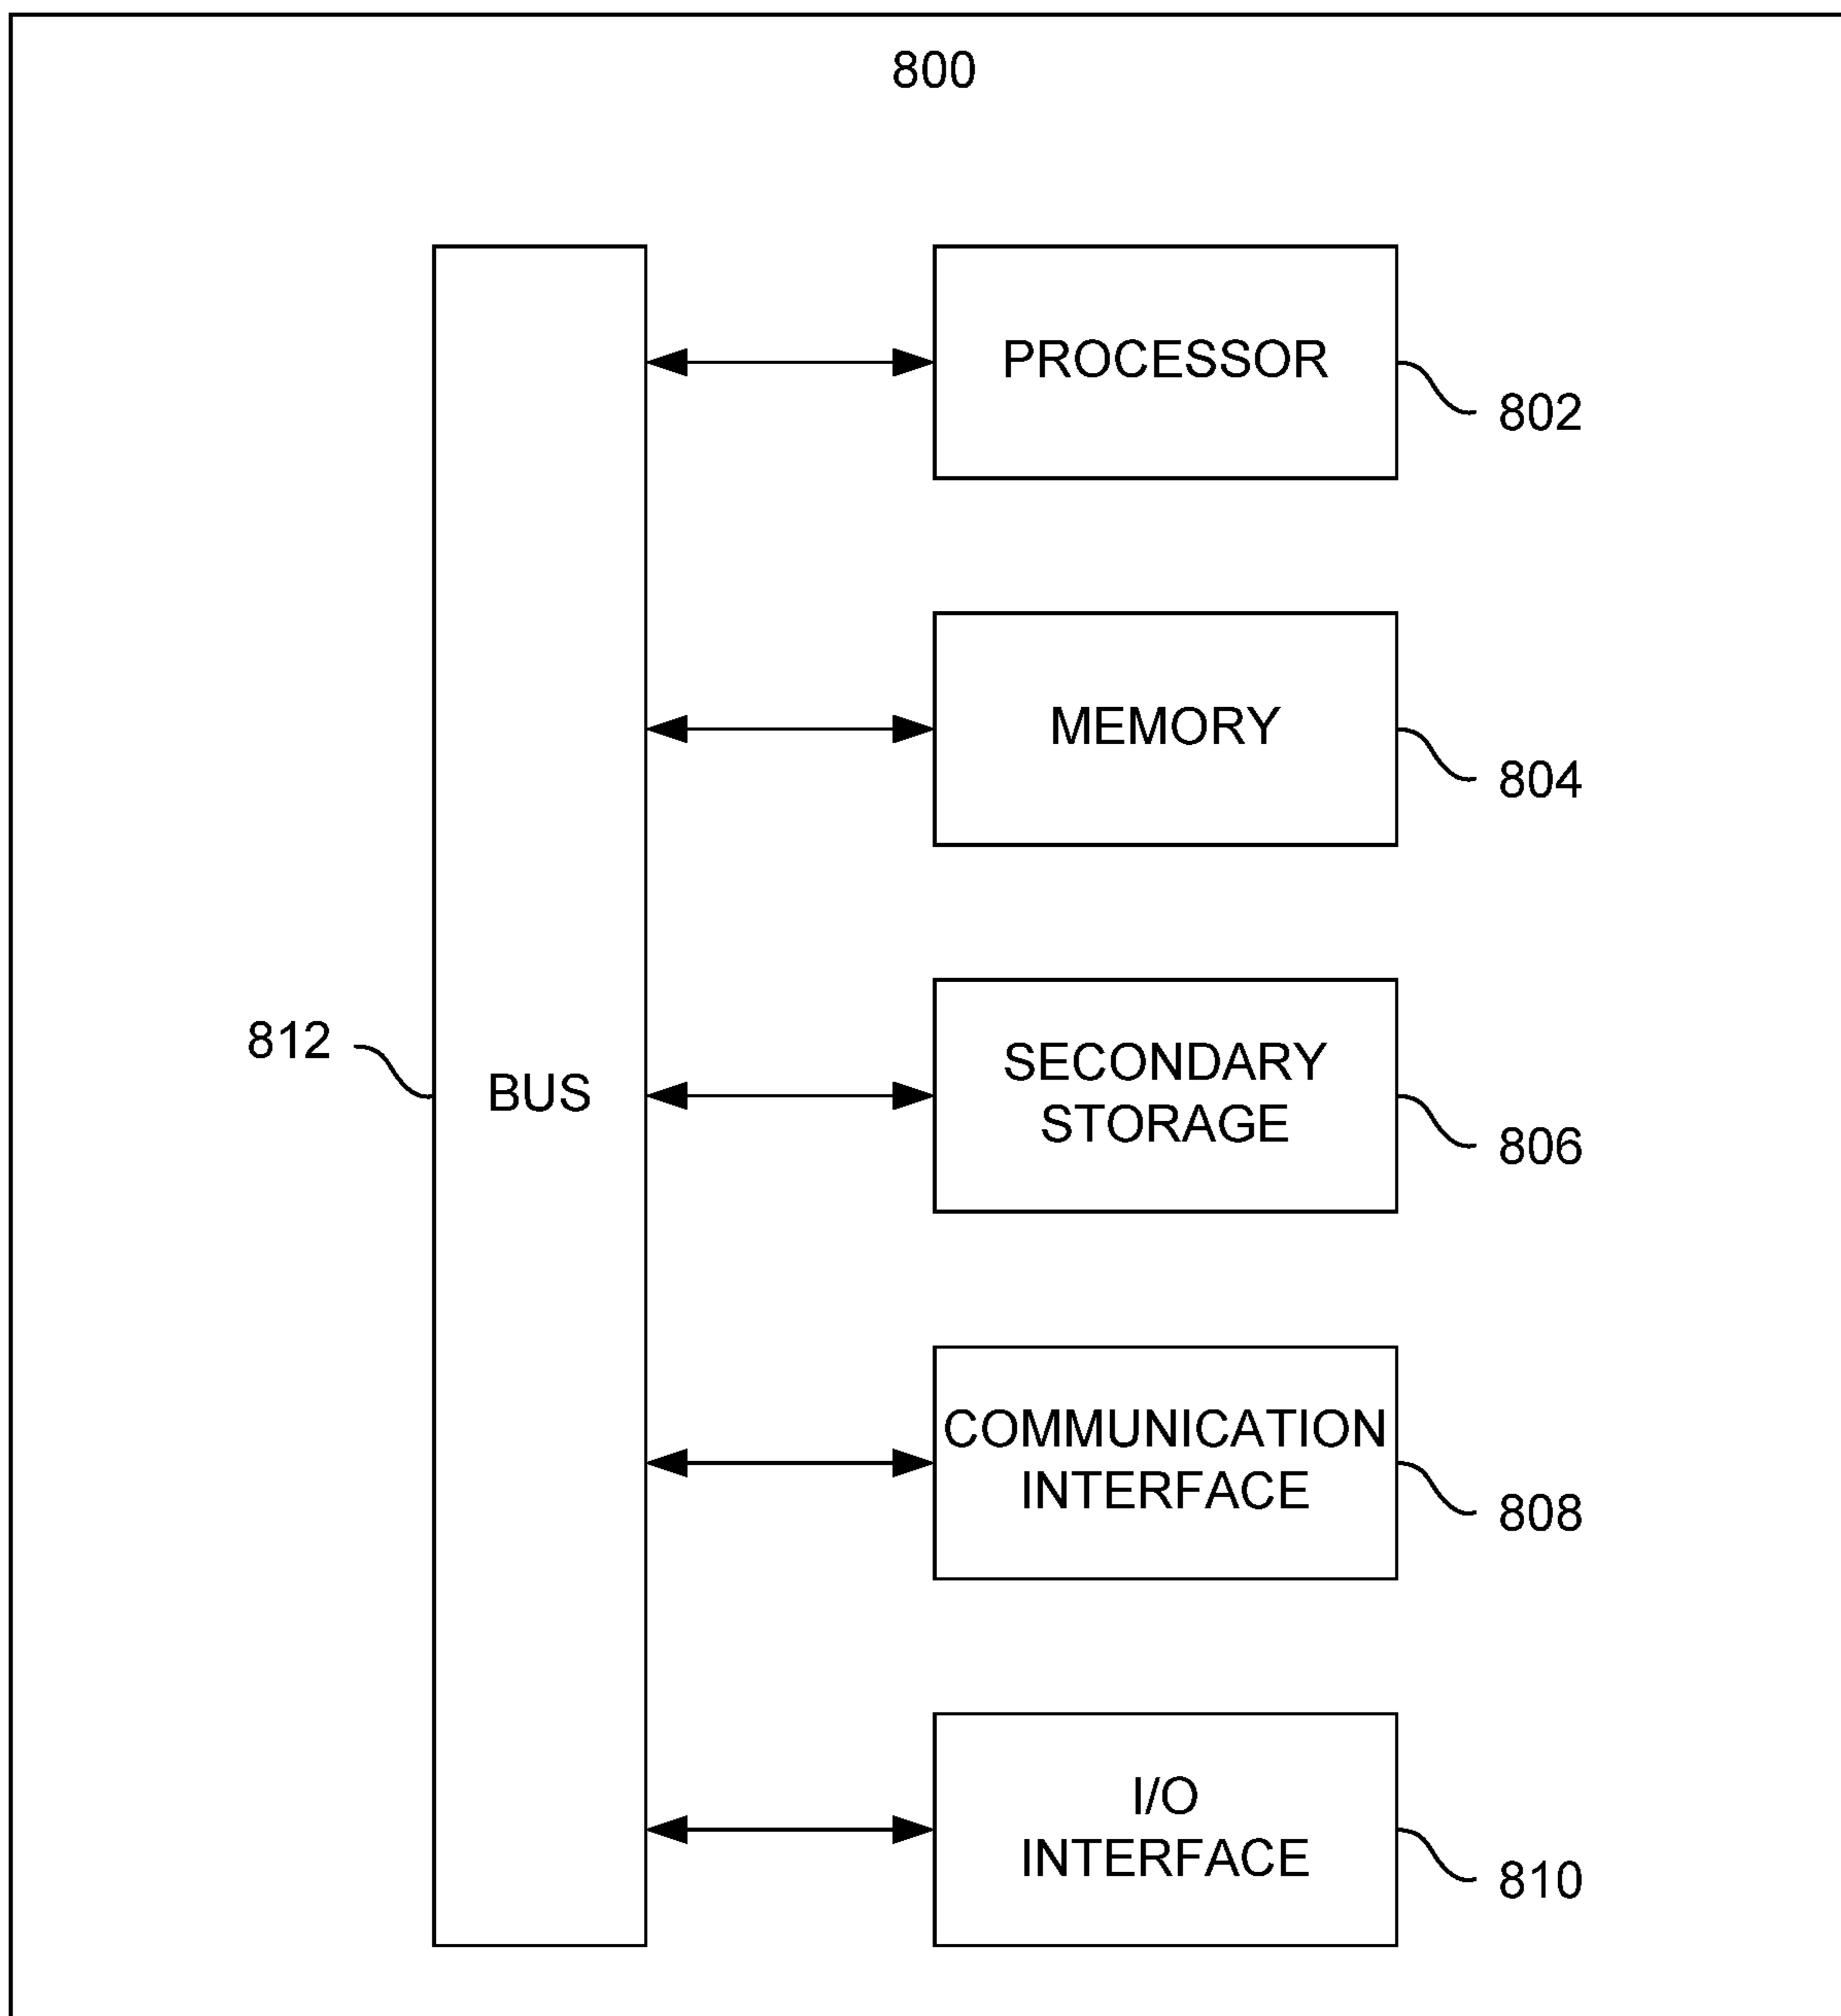 800
PROCESSOR
802
MEMORY
804
812
BUS
SECONDARY
STORAGE
806
COMMUNICATION
INTERFACE
808
I/O
INTERFACE
810